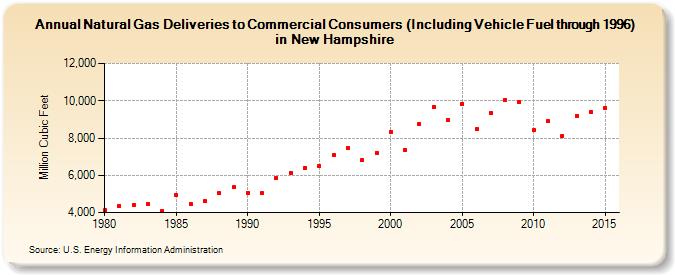 Annual Natural Gas Deliveries to Commercial Consumers (Including Vehicle Fuel through 1996)
in New Hampshire
Million Cubic Feet
12,000
10,000
8,000
6,000
4,000
1980 1985 1990 1995 2000 2005 2010 2015
Source: U.S. Energy Information Administration